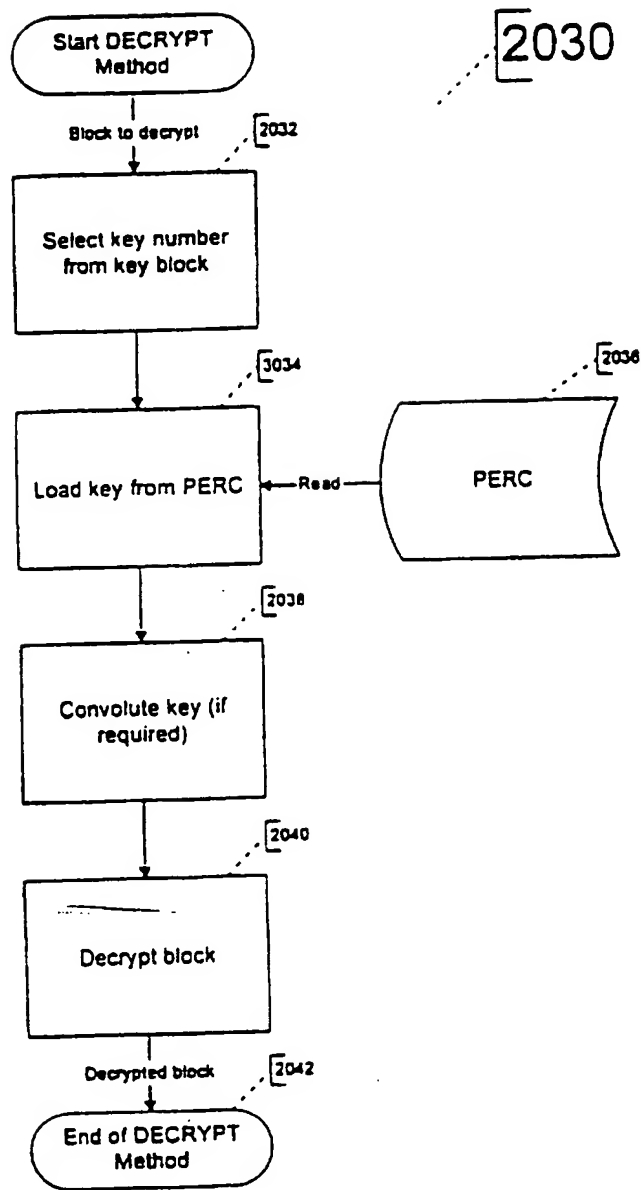 Start DECRYPT
Method
2030
Block to decrypt
2032
Select key number
from key block
3034
2036
Load key from PERC
Read
PERC
2038
Convolute key (if
required)
2040
Decrypt block
Decrypted block
2042
End of DECRYPT
Method